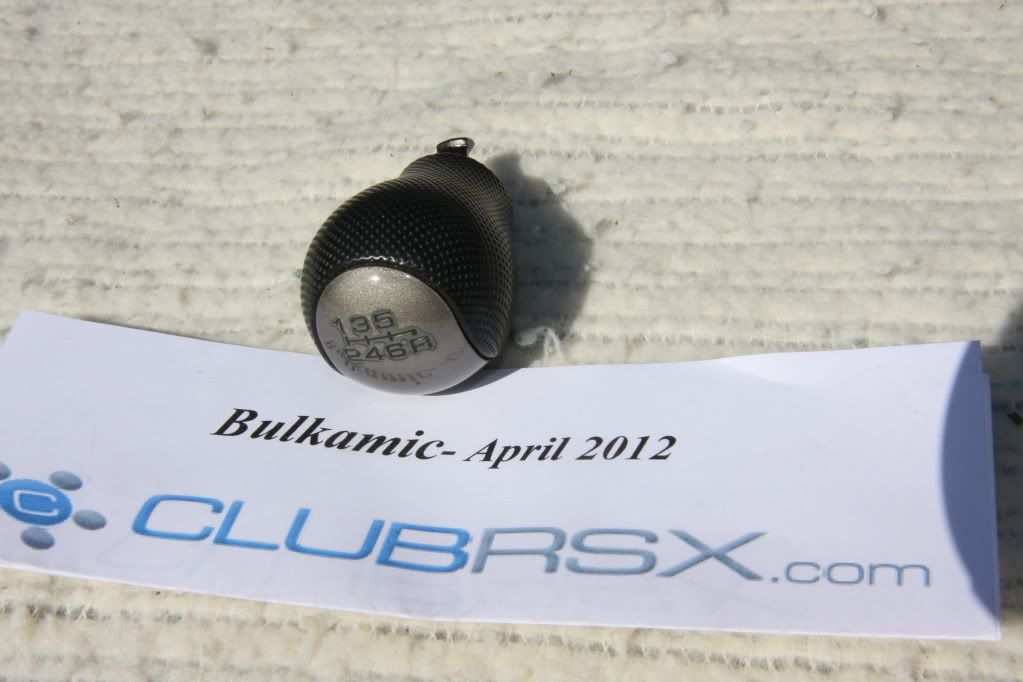 135
246R
Bulkamic- April 2012
C CLUBRSX.com